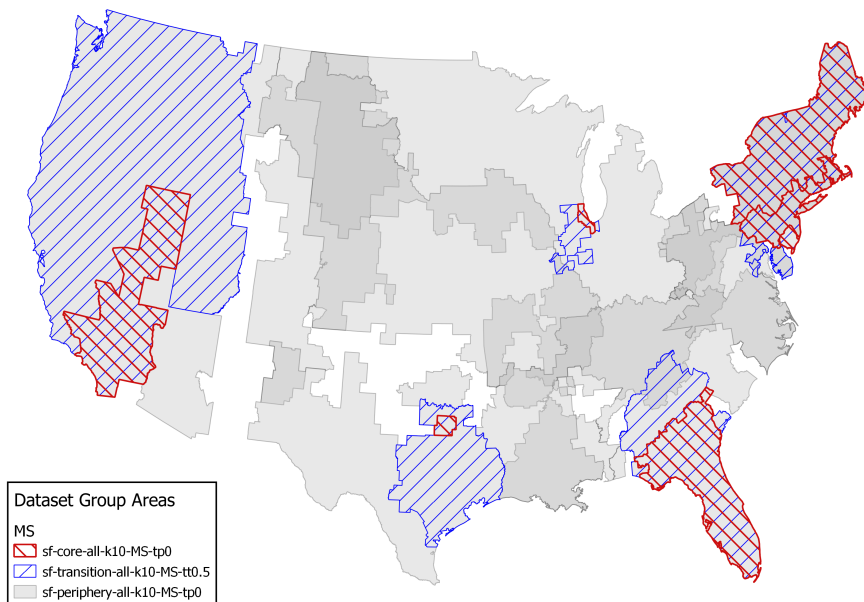 Dataset Group Areas
MS
sf-core-all-k10-MS-tp0
sf-transition-all-k10-MS-tt0.5
sf-periphery-all-k10-MS-tp0